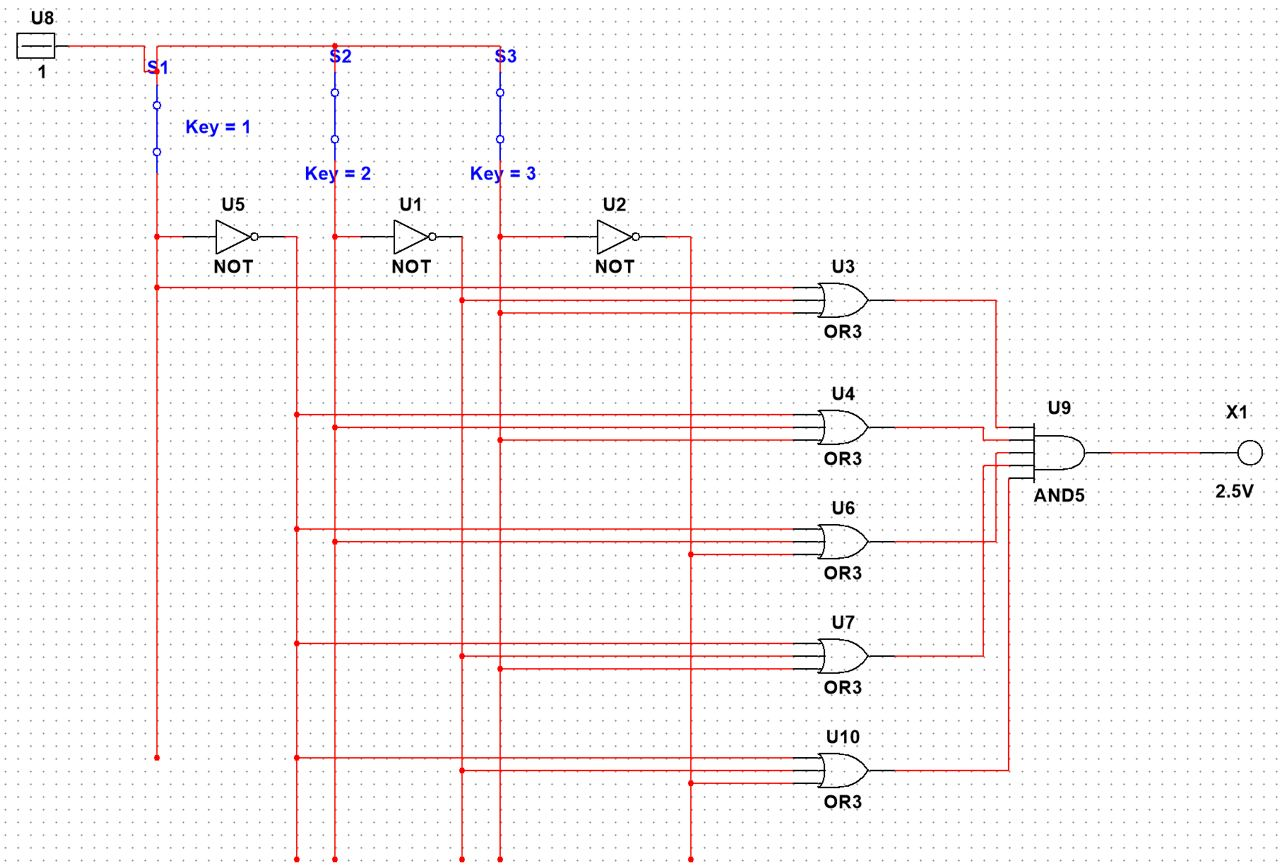 U8
1
S1
S2
S3
Key = 1
Key = 2
Key = 3
U5
NOT
U1
NOT
U2
NOT
U3
OR3
U4
OR3
U6
OR3
U7
OR3
U10
OR3
U9
AND5
X1
2.5V